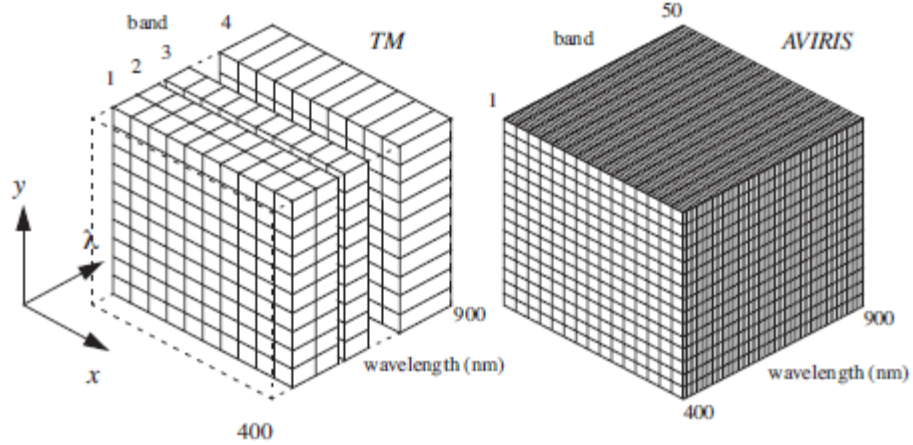 band
1
2
3
4
TM
y
λ
x
400
900
wavelength (nm)
50
band
AVIRIS
1
900
wavelength (nm)
400